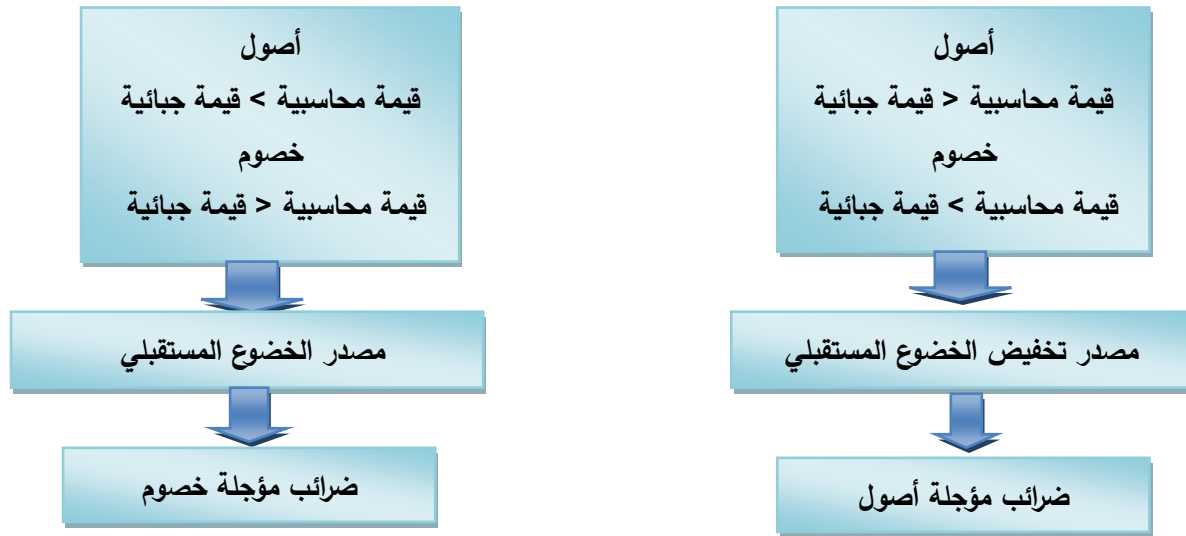 أصول
قيمة محاسبية < قيمة جبائية
خصوم
قيمة محاسبية > قيمة جبائية
مصدر تخفيض الخضوع المستقبلي
ضرائب مؤجلة أصول
أصول
قيمة محاسبية > قيمة جبائية
خصوم
قيمة محاسبية < قيمة جبائية
مصدر الخضوع المستقبلي
ضرائب مؤجلة خصوم